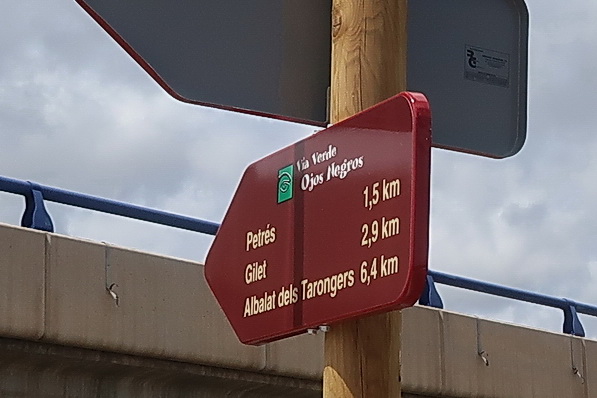 Vía Verde
Ojos Negros
Petrés 1,5 km
Gilet 2,9 km
Albalat dels Tarongers 6,4 km